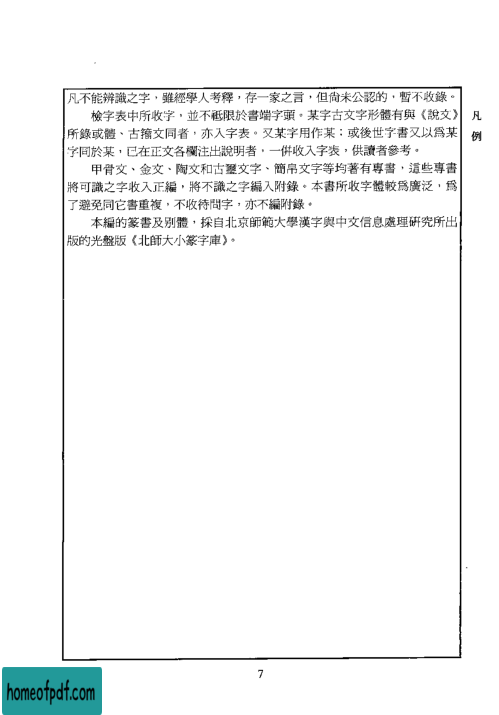 凡不能辨識之字，雖經學人考釋，存一家之言，但尚未公認的，暫不收錄。
檢字表中所收字，並不祗限於書端字頭。某字古文字形體有與《說文》
所錄或體、古籀文同者，亦入字表。又某字用作某；或後世字書又以爲某
字同於某，已在正文各欄注出說明者，一併收入字表，供讀者參考。
甲骨文、金文、陶文和古璽文字、簡帛文字等均著有專書，這些專書
將可識之字收入正編，將不識之字編入附錄。本書所收字體較爲廣泛，爲
了避免同它書重複，不收待問字，亦不編附錄。
本編的篆書及別體，採自北京師範大學漢字與中文信息處理研究所出
版的光盤版《北師大小篆字庫》。
凡例
7
homeofpdf.com